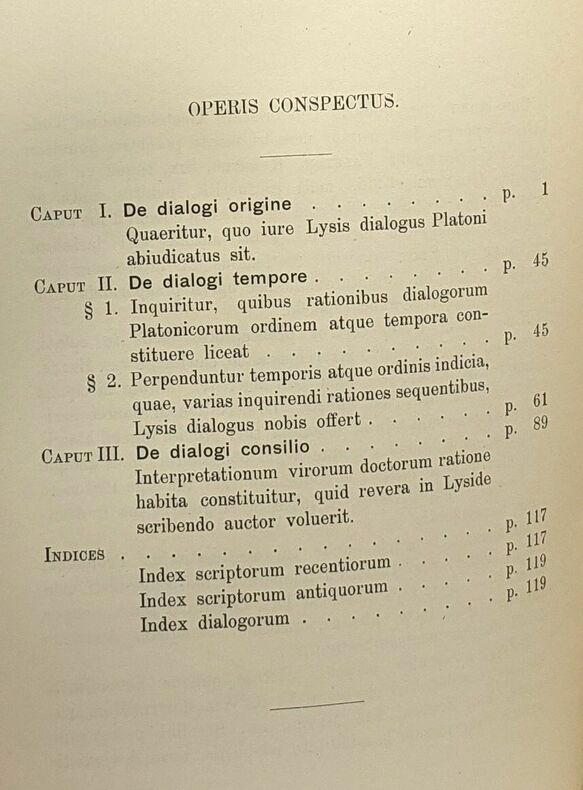 OPERIS CONSPECTUS.
CAPUT I. De dialogi origine . . . . . . . . p. 1
Quaeritur, quo iure Lysis dialogus Platoni
abiudicatus sit.
CAPUT II. De dialogi tempore . . . . . . . . p. 45
§ 1. Inquiritur, quibus rationibus dialogorum
Platonicorum ordinem atque tempora con-
stituere liceat . . . . . . . . . . p. 45
§ 2. Perpenduntur temporis atque ordinis indicia,
quae, varias inquirendi rationes sequentibus,
Lysis dialogus nobis offert . . . . . . p. 61
CAPUT III. De dialogi consilio . . . . . . . . p. 89
Interpretationum virorum doctorum ratione
habita constituitur, quid revera in Lyside
scribendo auctor voluerit.
INDICES . . . . . . . . . . . . . . . p. 117
Index scriptorum recentiorum . . . . . p. 117
Index scriptorum antiquorum . . . . . p. 119
Index dialogorum . . . . . . . . . p. 119